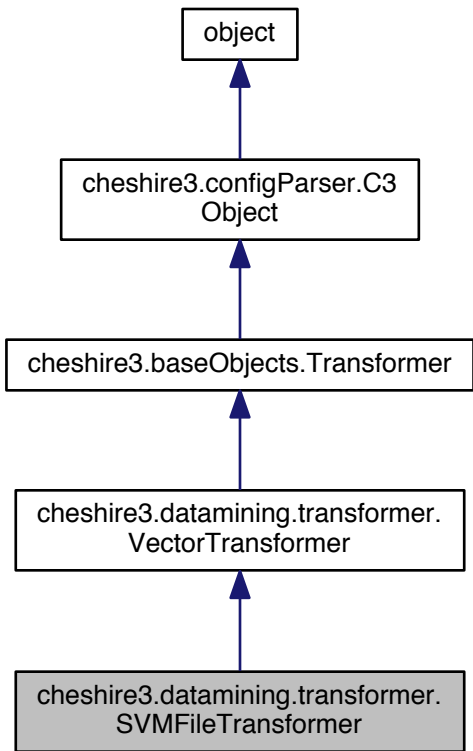 object
cheshire3.configParser.C3
Object
cheshire3.baseObjects.Transformer
cheshire3.datamining.transformer.
VectorTransformer
cheshire3.datamining.transformer.
SVMFileTransformer